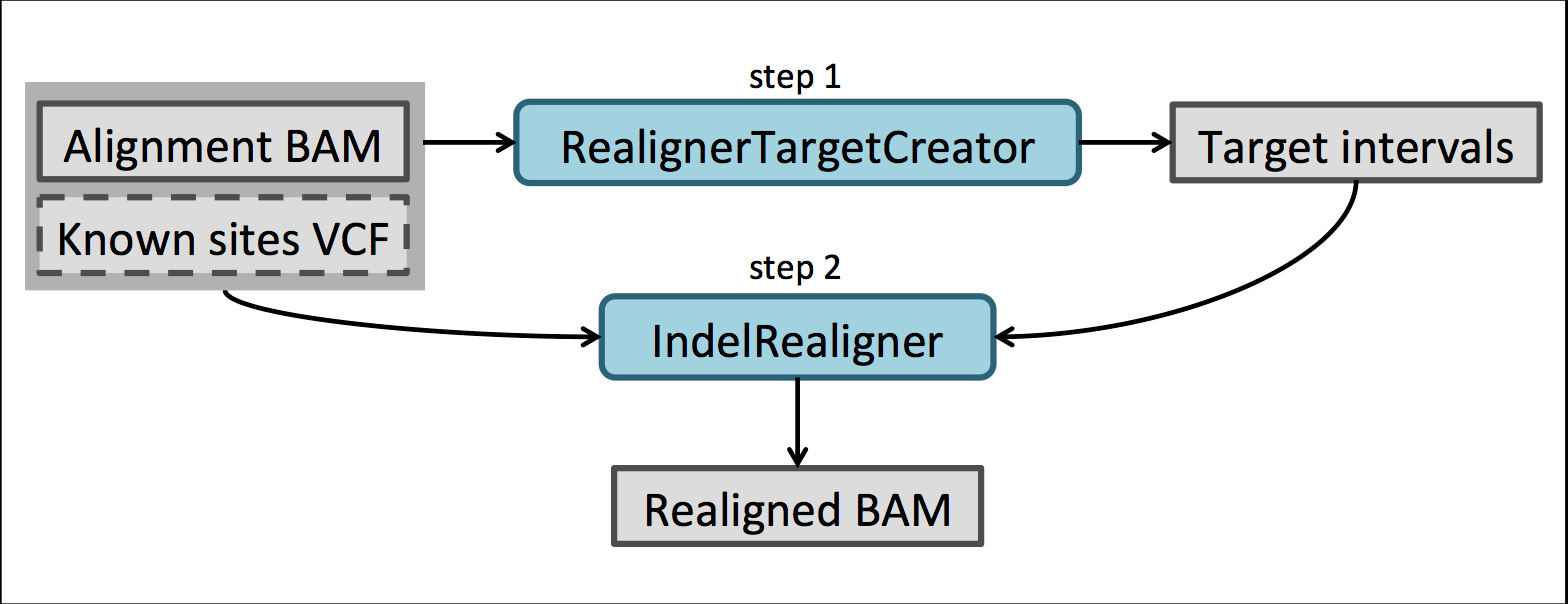 step 1
Alignment BAM
RealignerTargetCreator
Target intervals
Known sites VCF
step 2
IndelRealigner
Realigned BAM